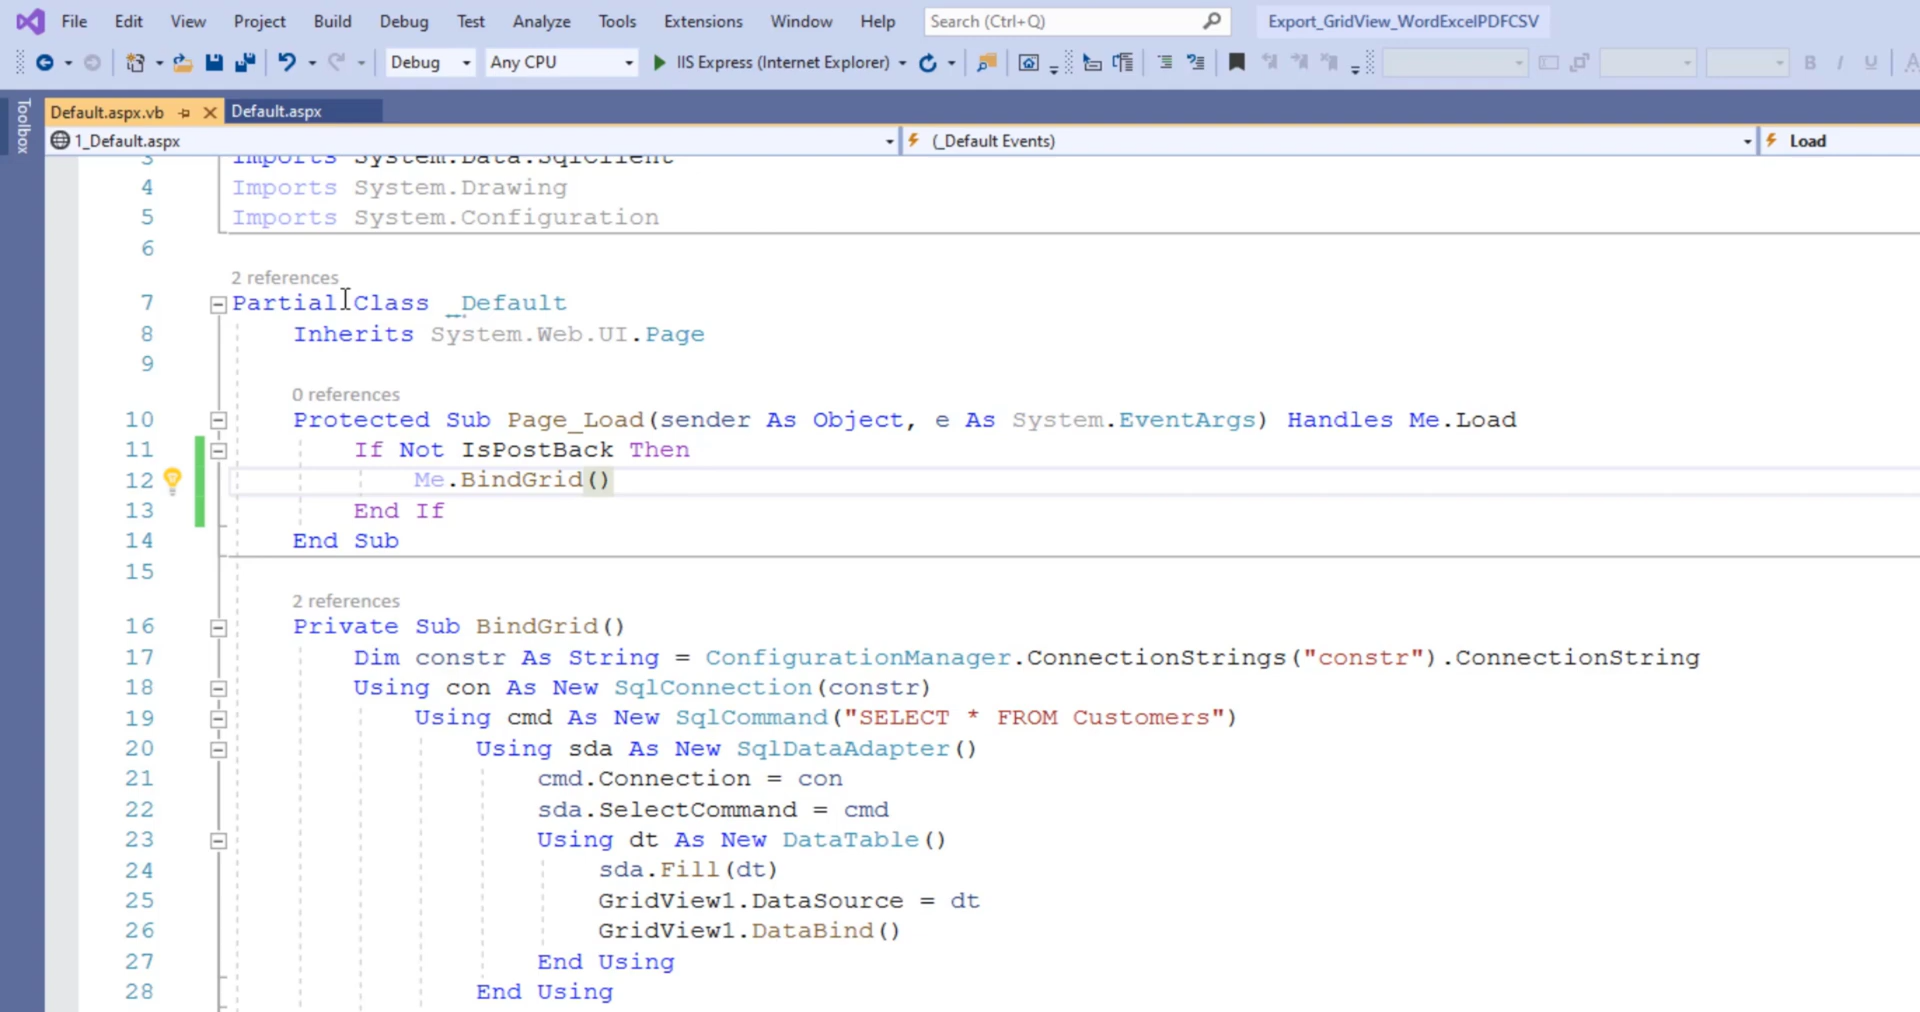 File Edit View Project Build Debug Test Analyze Tools Extensions Window Help Search (Ctrl+Q) Export_GridView_WordExcelPDFCSV
Debug Any CPU IIS Express (Internet Explorer) B I U A
Toolbox
Default.aspx.vb Default.aspx
1_Default.aspx (_Default Events) Load
3 Imports System.Data.SqlClient
4 Imports System.Drawing
5 Imports System.Configuration
6
2 references
7 Partial Class _Default
8 Inherits System.Web.UI.Page
9
0 references
10 Protected Sub Page_Load(sender As Object, e As System.EventArgs) Handles Me.Load
11 If Not IsPostBack Then
12 Me.BindGrid()
13 End If
14 End Sub
15
2 references
16 Private Sub BindGrid()
17 Dim constr As String = ConfigurationManager.ConnectionStrings("constr").ConnectionString
18 Using con As New SqlConnection(constr)
19 Using cmd As New SqlCommand("SELECT * FROM Customers")
20 Using sda As New SqlDataAdapter()
21 cmd.Connection = con
22 sda.SelectCommand = cmd
23 Using dt As New DataTable()
24 sda.Fill(dt)
25 GridView1.DataSource = dt
26 GridView1.DataBind()
27 End Using
28 End Using